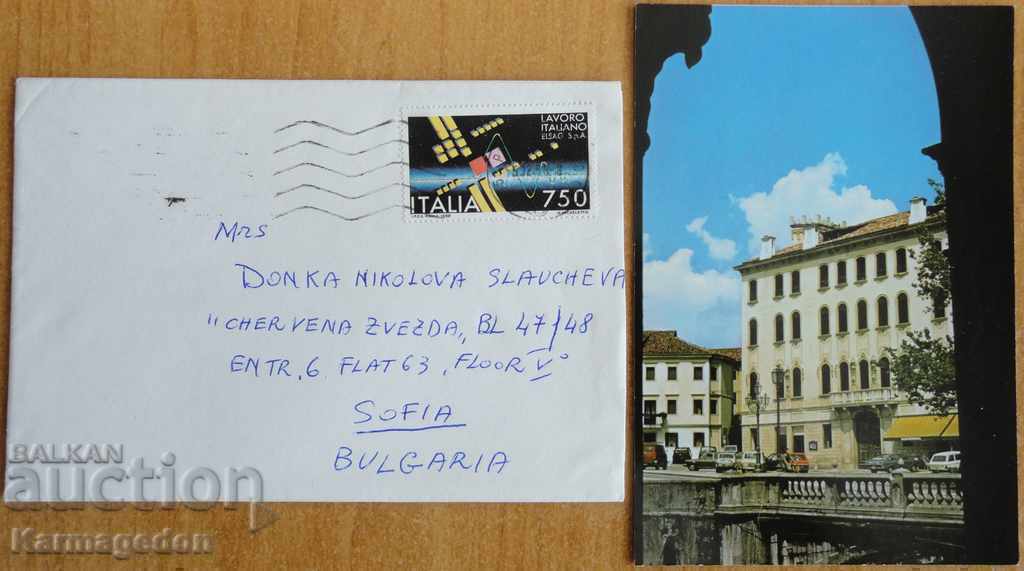 LAVORO
ITALIANO
ELSAG S.p.A.
ITALIA 750
Mrs
DONKA NIKOLOVA SLAUCHEVA
"CHERVENA ZVEZDA„ BL 47/48
ENTR. 6 FLAT 63, FLOOR V°
SOFIA
BULGARIA
BALKAN
auction
Karmagedon